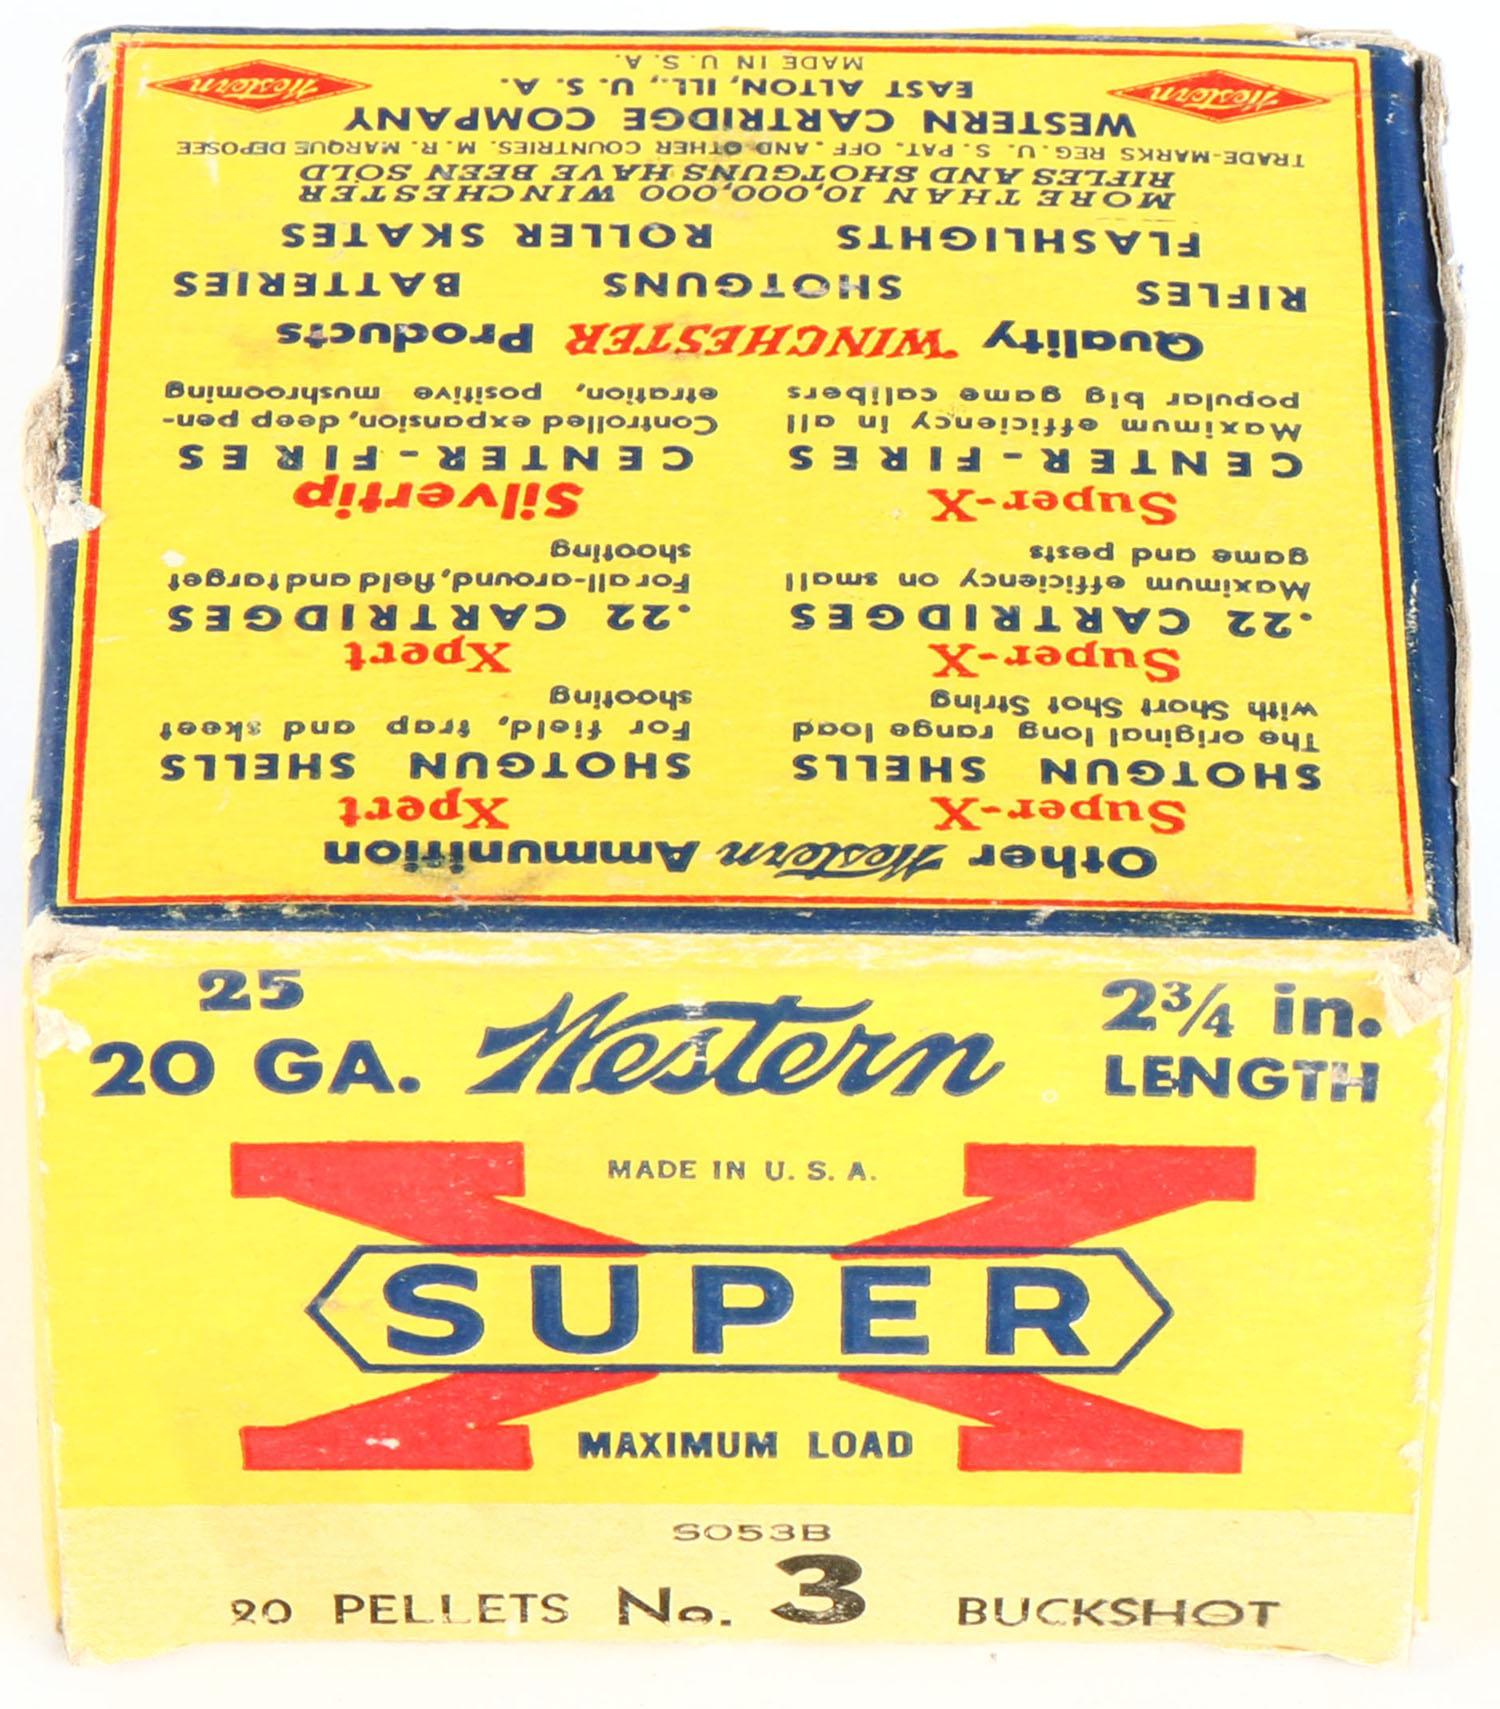 Other Western Ammunition
Super-X
SHOTGUN SHELLS
The original long range load
with Short Shot String
Xpert
SHOTGUN SHELLS
For field, trap and skeet
shooting
Super-X
.22 CARTRIDGES
Maximum efficiency on small
game and pests
Xpert
.22 CARTRIDGES
For all-around, field and target
shooting
Super-X
CENTER-FIRES
Maximum efficiency in all
popular big game calibers
Silvertip
CENTER-FIRES
Controlled expansion, deep pen-
etration, positive mushrooming
Quality WINCHESTER Products
RIFLES SHOTGUNS BATTERIES
FLASHLIGHTS ROLLER SKATES
MORE THAN 10,000,000 WINCHESTER
RIFLES AND SHOTGUNS HAVE BEEN SOLD
TRADE-MARKS REG. U. S. PAT. OFF. AND OTHER COUNTRIES. M. R. MARQUE DEPOSEE
WESTERN CARTRIDGE COMPANY
EAST ALTON, ILL., U. S. A.
MADE IN U. S. A.
Western
Western
25
20 GA.
Western
2¾ in.
LENGTH
MADE IN U. S. A.
SUPER X
MAXIMUM LOAD
SO53B
20 PELLETS No. 3 BUCKSHOT